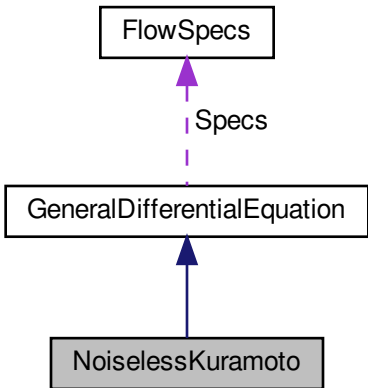 FlowSpecs
Specs
GeneralDifferentialEquation
NoiselessKuramoto